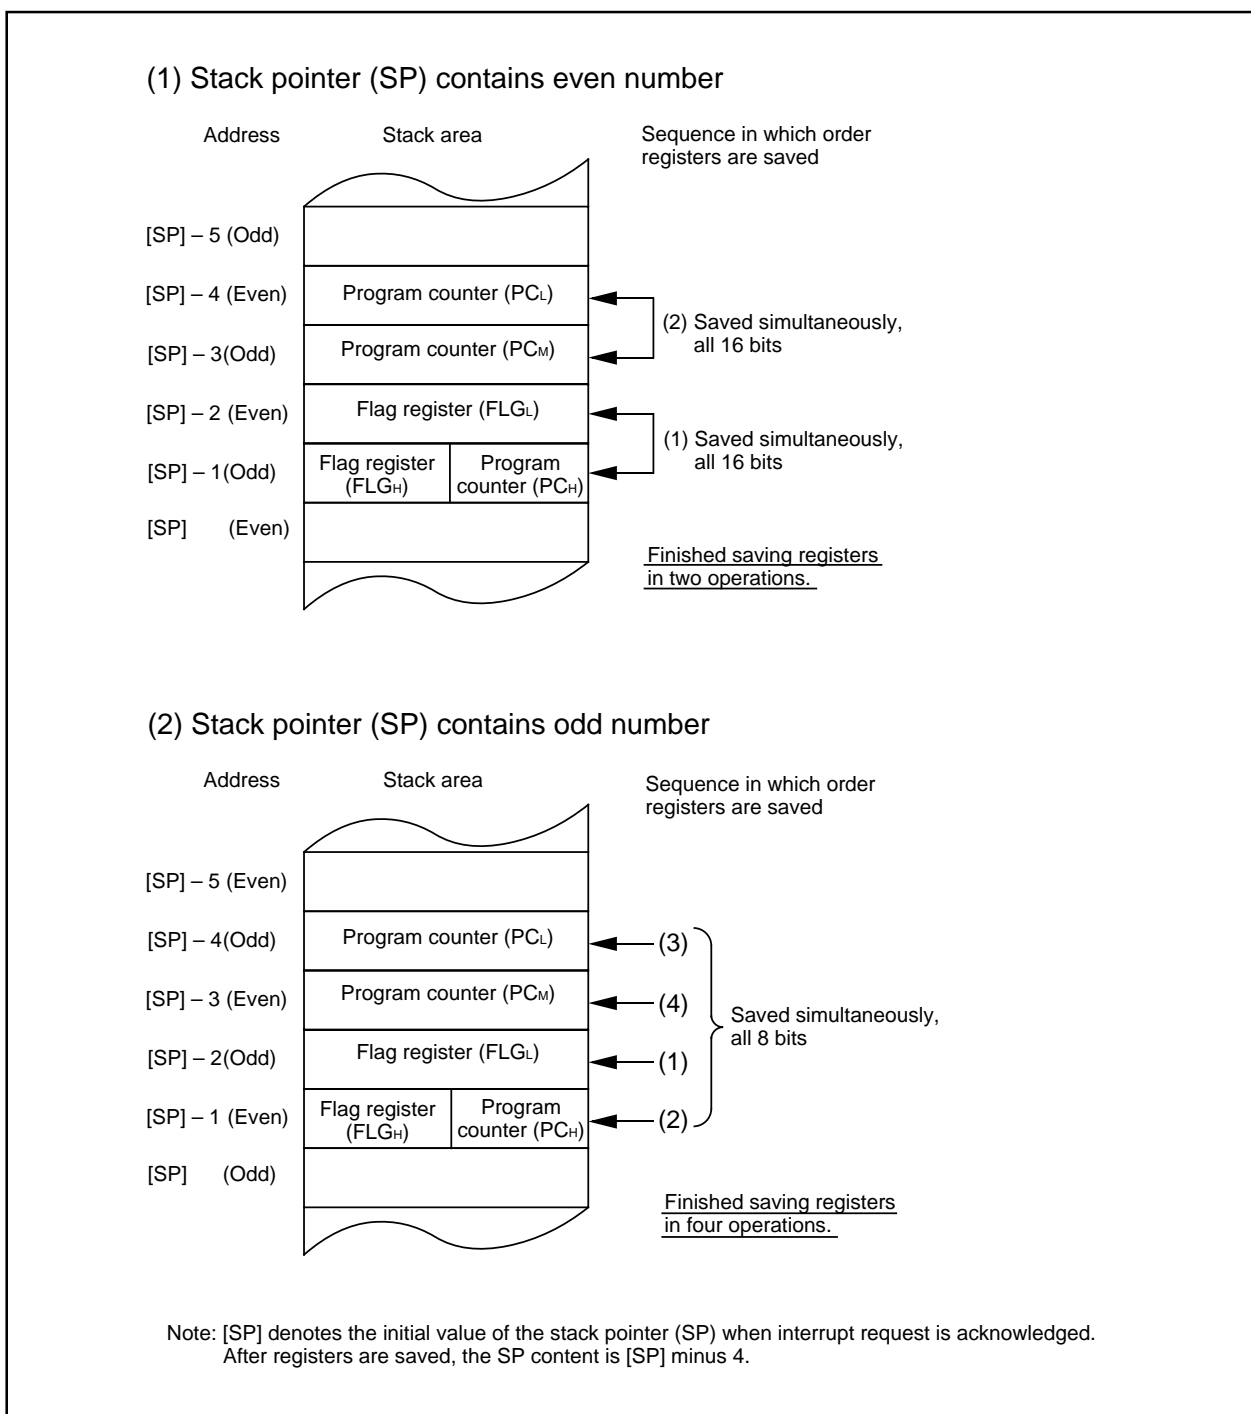 (1) Stack pointer (SP) contains even number
Address Stack area Sequence in which order
registers are saved
[SP] – 5 (Odd)
[SP] – 4 (Even) Program counter (PCL)
(2) Saved simultaneously,
all 16 bits
[SP] – 3(Odd) Program counter (PCM)
[SP] – 2 (Even) Flag register (FLGL)
(1) Saved simultaneously,
all 16 bits
[SP] – 1(Odd) Flag register Program
(FLGH) counter (PCH)
[SP] (Even)
Finished saving registers
in two operations.
(2) Stack pointer (SP) contains odd number
Address Stack area Sequence in which order
registers are saved
[SP] – 5 (Even)
[SP] – 4(Odd) Program counter (PCL) (3)
[SP] – 3 (Even) Program counter (PCM) (4)
Saved simultaneously,
all 8 bits
[SP] – 2(Odd) Flag register (FLGL) (1)
[SP] – 1 (Even) Flag register Program (2)
(FLGH) counter (PCH)
[SP] (Odd)
Finished saving registers
in four operations.
Note: [SP] denotes the initial value of the stack pointer (SP) when interrupt request is acknowledged.
After registers are saved, the SP content is [SP] minus 4.